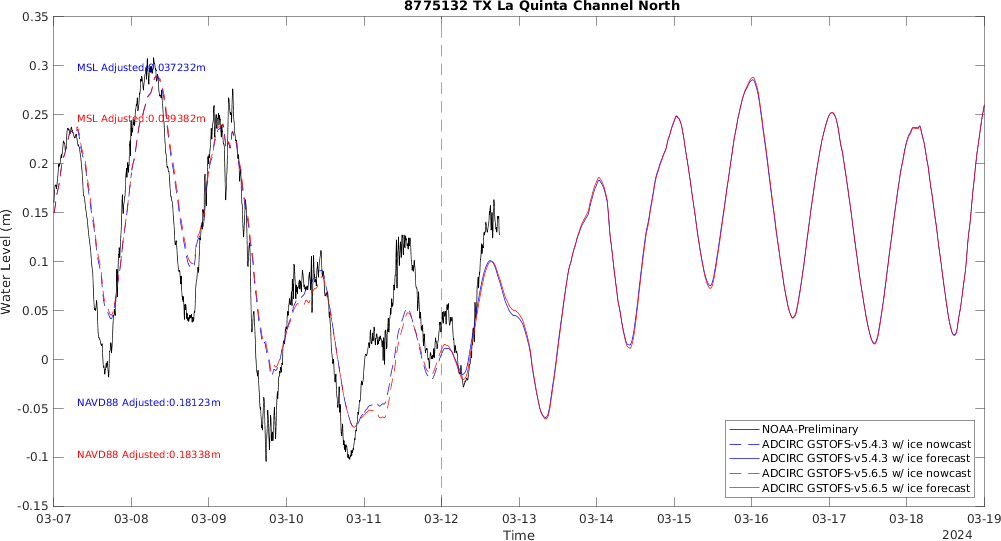 8775132 TX La Quinta Channel North
0.35
0.3
0.25
0.2
0.15
0.1
0.05
0
-0.05
-0.1
-0.15
Water Level (m)
MSL Adjusted:0.037232m
MSL Adjusted:0.039382m
NAVD88 Adjusted:0.18123m
NAVD88 Adjusted:0.18338m
NOAA-Preliminary
ADCIRC GSTOFS-v5.4.3 w/ ice nowcast
ADCIRC GSTOFS-v5.4.3 w/ ice forecast
ADCIRC GSTOFS-v5.6.5 w/ ice nowcast
ADCIRC GSTOFS-v5.6.5 w/ ice forecast
03-07 03-08 03-09 03-10 03-11 03-12 03-13 03-14 03-15 03-16 03-17 03-18 03-19
Time
2024